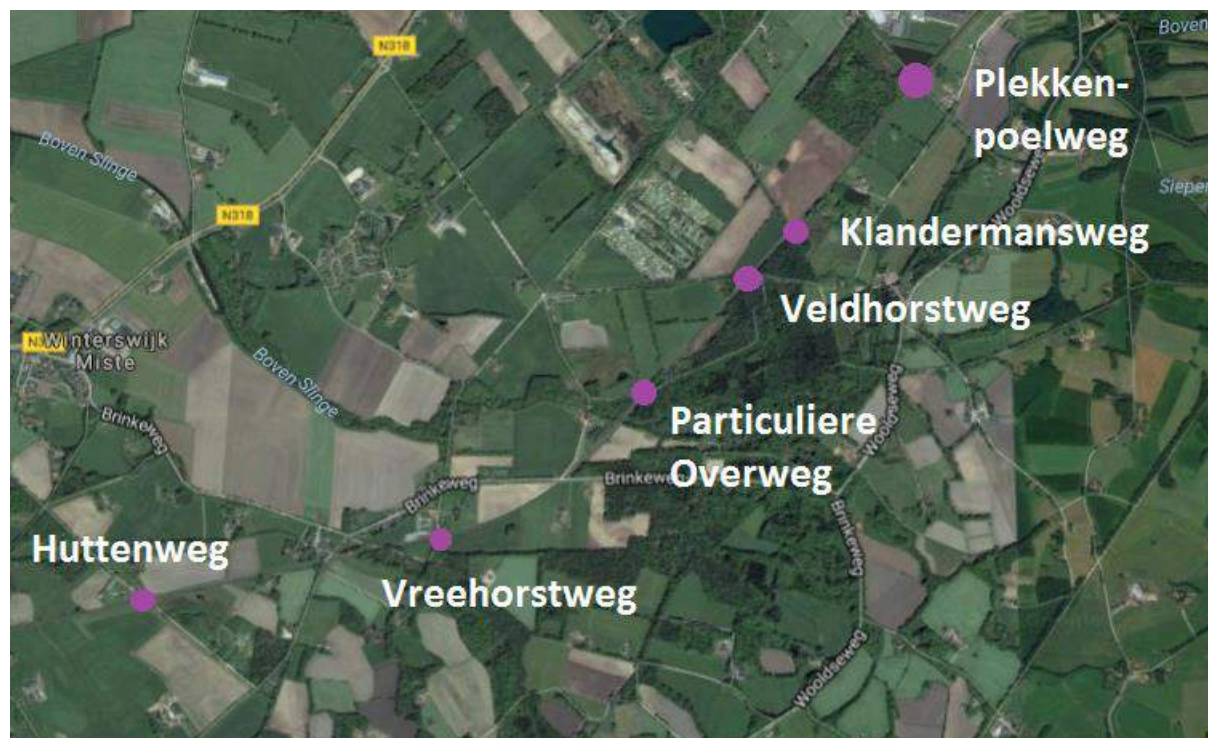 N318
Boven
Plekken-
poelweg
Boven Slinge
Woolds
N318
Klandermansweg
Veldhorstweg
Winterswijk
Miste
Boven Slinge
Brinkeweg
Wooldseweg
Particuliere
Overweg
Brinkeweg
Brinkeweg
Brinkeweg
Huttenweg
Vreehorstweg
Wooldseweg